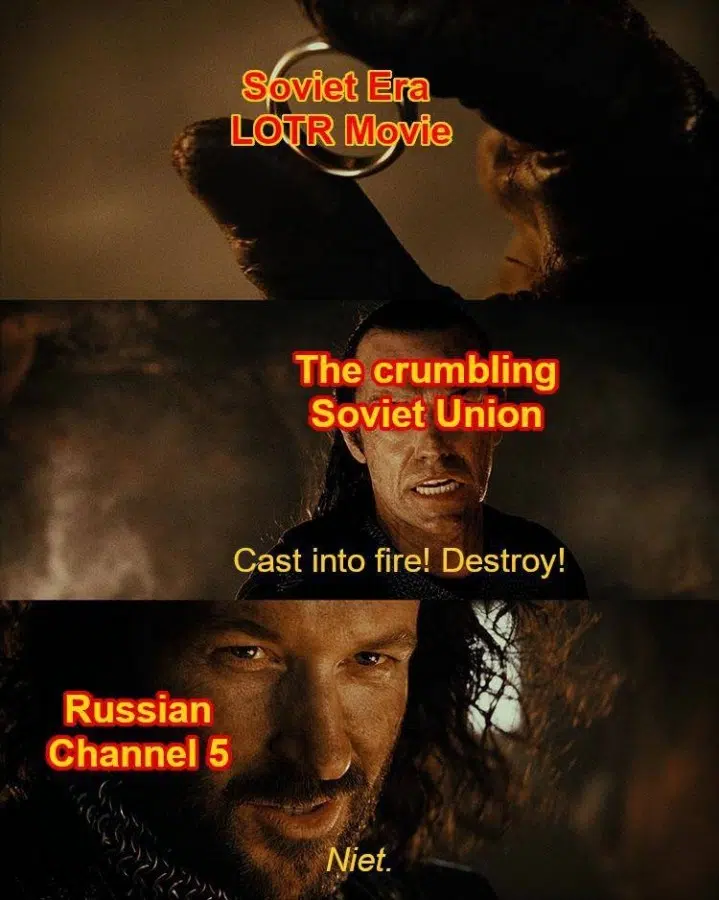 Soviet Era
LOTR Movie
The crumbling
Soviet Union
Cast into fire! Destroy!
Russian
Channel 5
Niet.